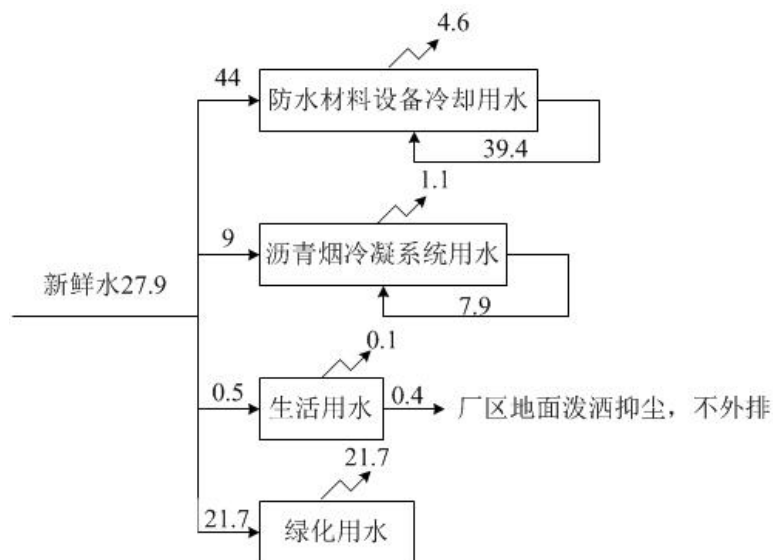 4.6
44
防水材料设备冷却用水
39.4
1.1
9
沥青烟冷凝系统用水
7.9
新鲜水27.9
0.1
0.5
生活用水
0.4
厂区地面泼洒抑尘，不外排
21.7
21.7
绿化用水